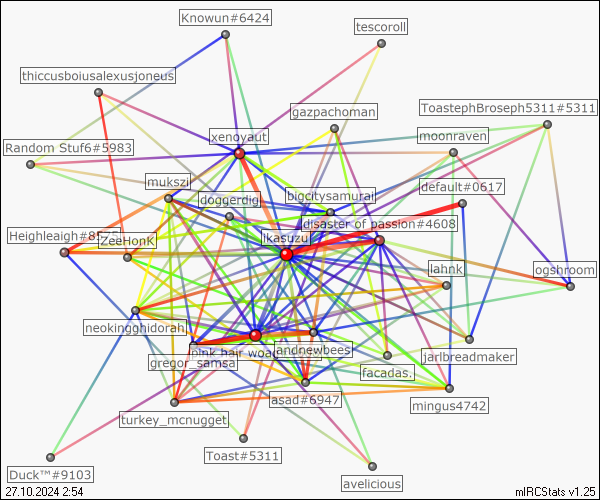 Knowun#6424
tescoroll
thiccusboiusalexusjoneus
gazpachoman
ToastephBroseph5311#5311
xenoyaut
moonraven
Random Stuf6#5983
mukszi
bigcitysamurai
default#0617
doggerdig
disaster of passion#4608
Heighleaigh#8
ZeeHonK
ikasuzu
lahnk
ogshroom
neokingghidorah
pink hair
andnewbees
jarlbreadmaker
gregor_samsa
facadas.
asad#6947
mingus4742
turkey_mcnugget
Toast#5311
Duck™#9103
avelicious
27.10.2024 2:54
mIRCStats v1.25